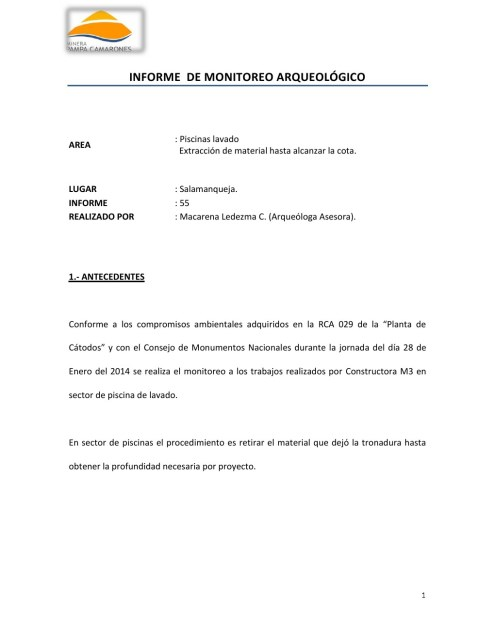 MINERA
PAMPA CAMARONES
INFORME DE MONITOREO ARQUEOLÓGICO
AREA : Piscinas lavado
Extracción de material hasta alcanzar la cota.
LUGAR : Salamanqueja.
INFORME : 55
REALIZADO POR : Macarena Ledezma C. (Arqueóloga Asesora).
1.- ANTECEDENTES
Conforme a los compromisos ambientales adquiridos en la RCA 029 de la “Planta de
Cátodos” y con el Consejo de Monumentos Nacionales durante la jornada del día 28 de
Enero del 2014 se realiza el monitoreo a los trabajos realizados por Constructora M3 en
sector de piscina de lavado.
En sector de piscinas el procedimiento es retirar el material que dejó la tronadura hasta
obtener la profundidad necesaria por proyecto.
1